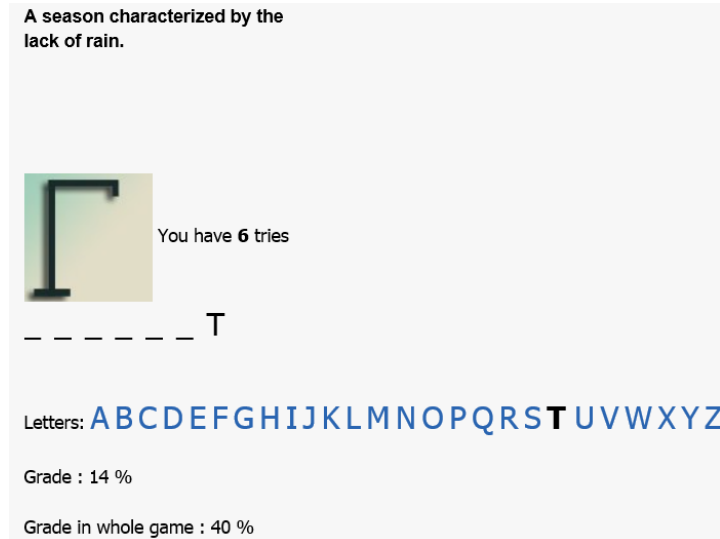 A season characterized by the
lack of rain.
You have 6 tries
_ _ _ _ _ _ T
Letters: A B C D E F G H I J K L M N O P Q R S T U V W X Y Z
Grade : 14 %
Grade in whole game : 40 %